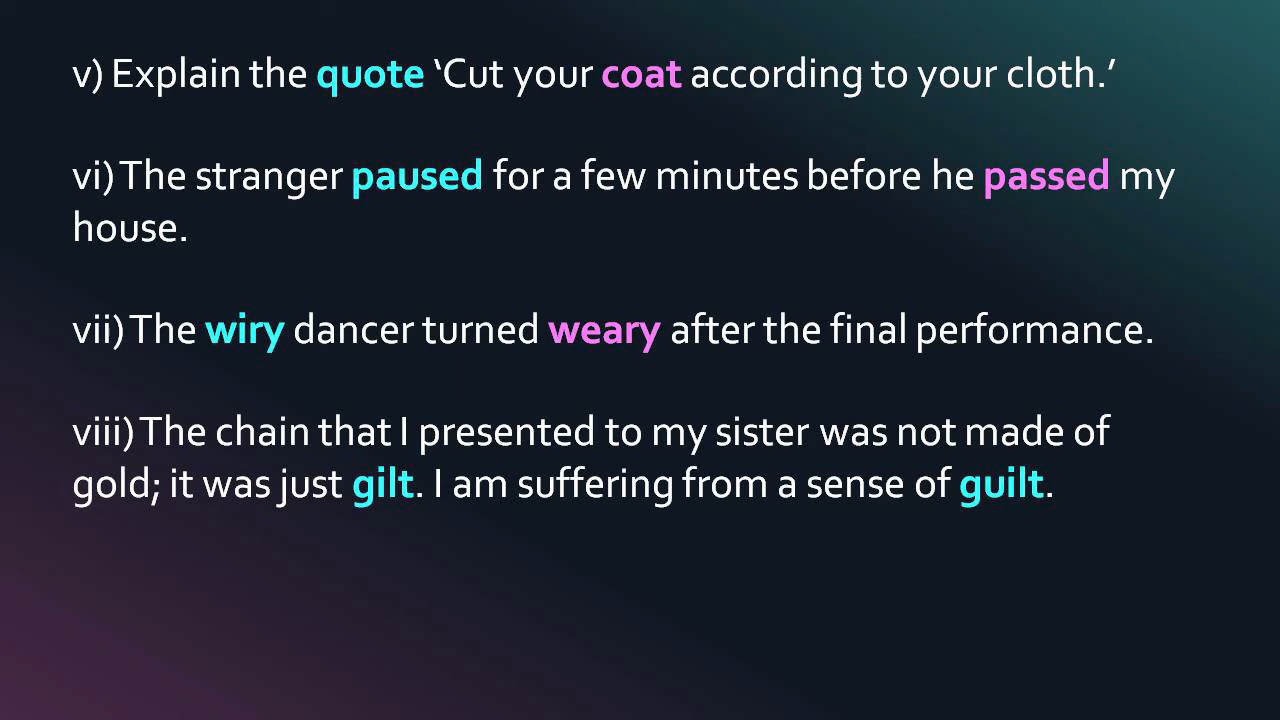 v) Explain the quote ‘Cut your coat according to your cloth.’
vi) The stranger paused for a few minutes before he passed my
house.
vii) The wiry dancer turned weary after the final performance.
viii) The chain that I presented to my sister was not made of
gold; it was just gilt. I am suffering from a sense of guilt.